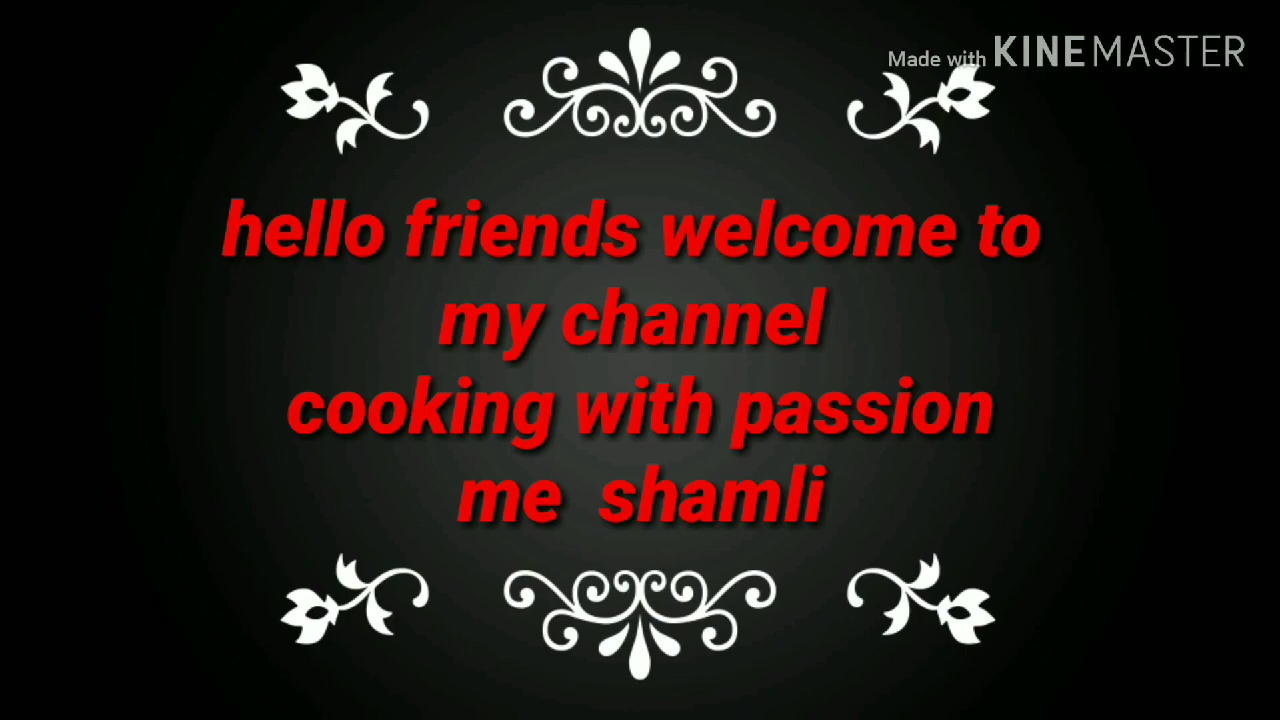 Made with KINEMASTER
hello friends welcome to
my channel
cooking with passion
me shamli